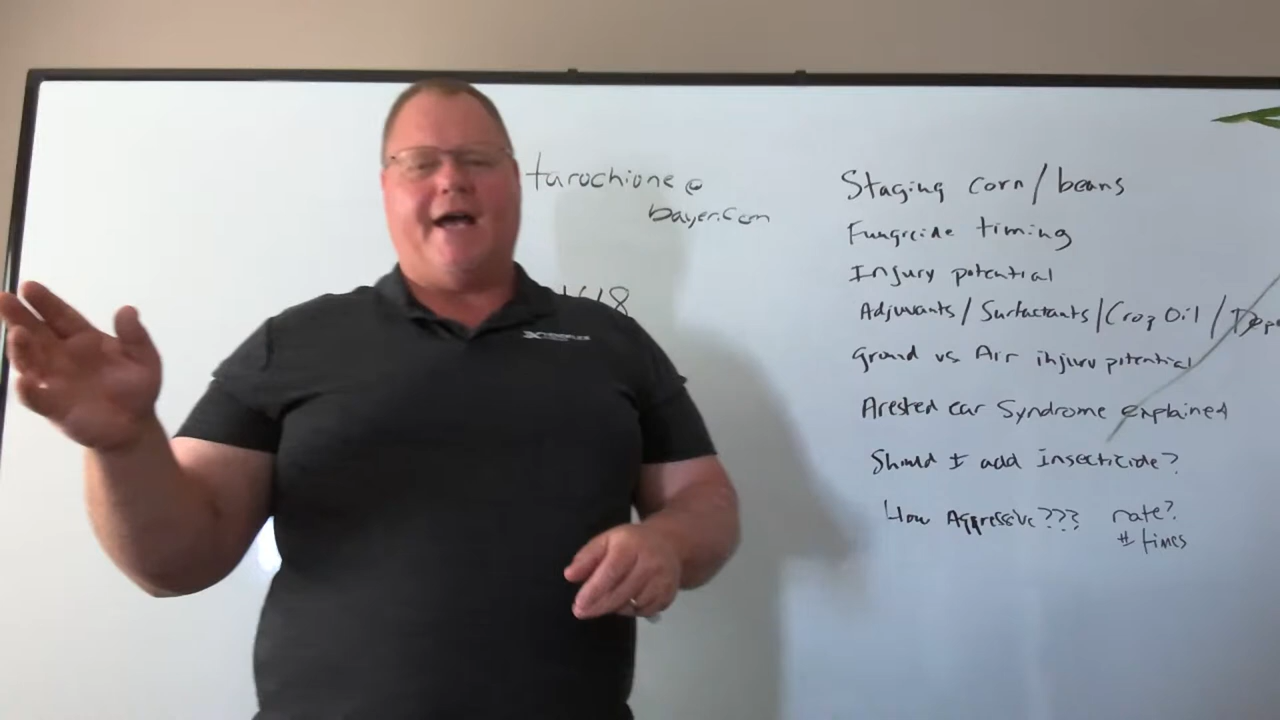 tarochione@
bayer.com
Staging corn/beans
Fungicide timing
Injury potential
Adjuvants/Surfactants/Crop Oil/
Ground vs Air injury potential
Arested ear Syndrome explained
Should I add Insecticide?
How Aggressive??? rate?
# times